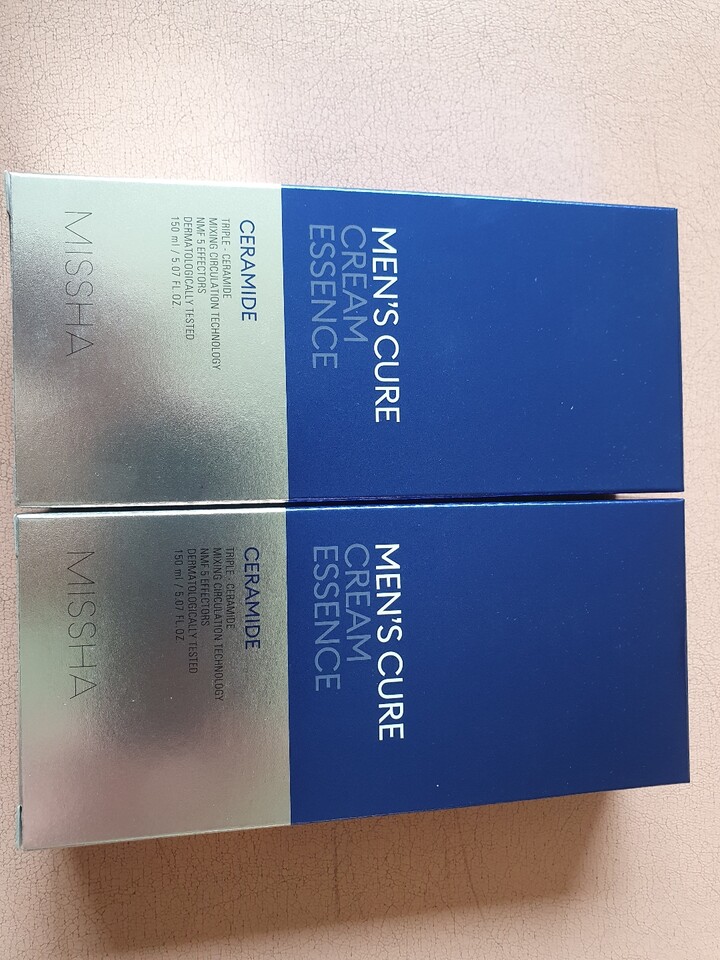 MEN'S CURE
CREAM
ESSENCE
CERAMIDE
TRIPLE - CERAMIDE
MIXING CIRCULATION TECHNOLOGY
NMF 5 EFFECTORS
DERMATOLOGICALLY TESTED
150 ml / 5.07 FL.OZ
MISSHA
MEN'S CURE
CREAM
ESSENCE
CERAMIDE
TRIPLE - CERAMIDE
MIXING CIRCULATION TECHNOLOGY
NMF 5 EFFECTORS
DERMATOLOGICALLY TESTED
150 ml / 5.07 FL.OZ
MISSHA